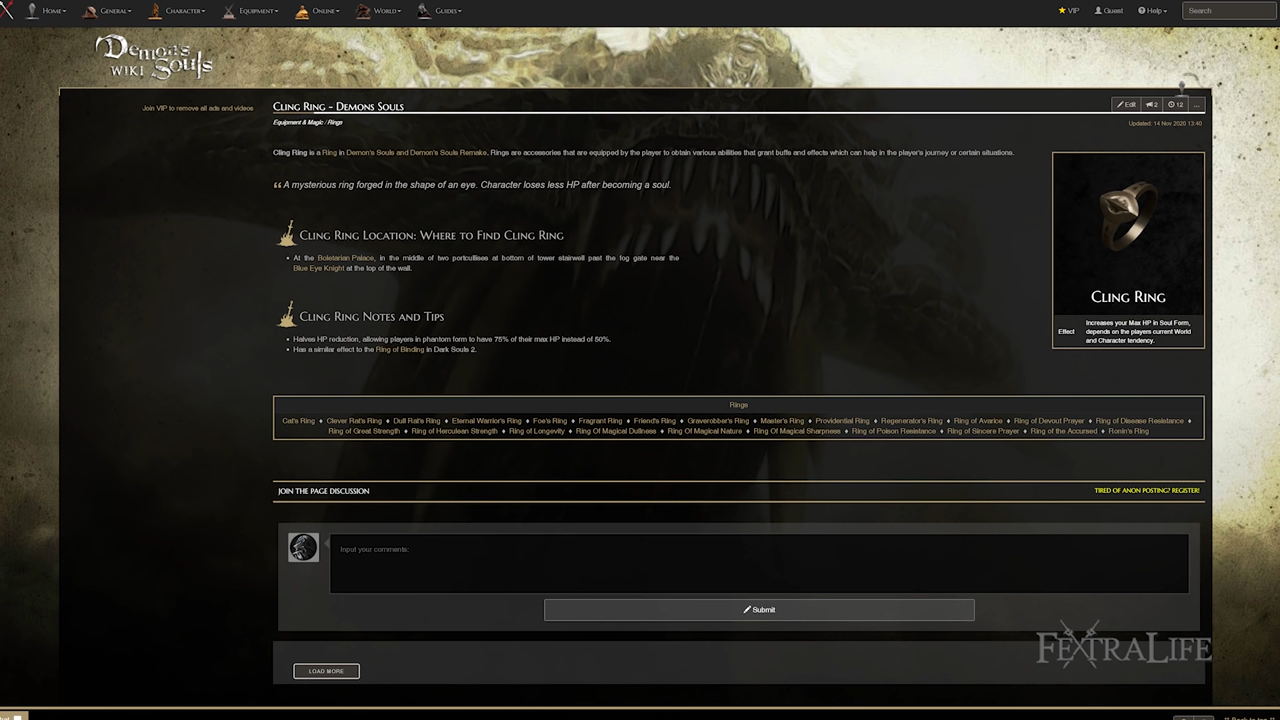 Home
General
Character
Equipment
Online
World
Guides
VIP
Guest
Help
Search
Demon's Souls
WIKI
Join VIP to remove all ads and videos
Cling Ring - Demons Souls
Edit
2
12
...
Equipment & Magic / Rings
Updated: 14 Nov 2020 13:40
Cling Ring is a Ring in Demon's Souls and Demon's Souls Remake. Rings are accessories that are equipped by the player to obtain various abilities that grant buffs and effects which can help in the player's journey or certain situations.
A mysterious ring forged in the shape of an eye. Character loses less HP after becoming a soul.
Cling Ring Location: Where to Find Cling Ring
• At the Boletarian Palace, in the middle of two portcullises at bottom of tower stairwell past the fog gate near the
Blue Eye Knight at the top of the wall.
Cling Ring Notes and Tips
• Halves HP reduction, allowing players in phantom form to have 75% of their max HP instead of 50%.
• Has a similar effect to the Ring of Binding in Dark Souls 2.
Cling Ring
Effect
Increases your Max HP in Soul Form,
depends on the players current World
and Character tendency.
Rings
Cat's Ring ♦ Clever Rat's Ring ♦ Dull Rat's Ring ♦ Eternal Warrior's Ring ♦ Foe's Ring ♦ Fragrant Ring ♦ Friend's Ring ♦ Graverobber's Ring ♦ Master's Ring ♦ Providential Ring ♦ Regenerator's Ring ♦ Ring of Avarice ♦ Ring of Devout Prayer ♦ Ring of Disease Resistance ♦
Ring of Great Strength ♦ Ring of Herculean Strength ♦ Ring of Longevity ♦ Ring Of Magical Dullness ♦ Ring Of Magical Nature ♦ Ring Of Magical Sharpness ♦ Ring of Poison Resistance ♦ Ring of Sincere Prayer ♦ Ring of the Accursed ♦ Ronin's Ring
JOIN THE PAGE DISCUSSION
TIRED OF ANON POSTING? REGISTER!
Input your comments:
Submit
FEXTRALIFE
LOAD MORE